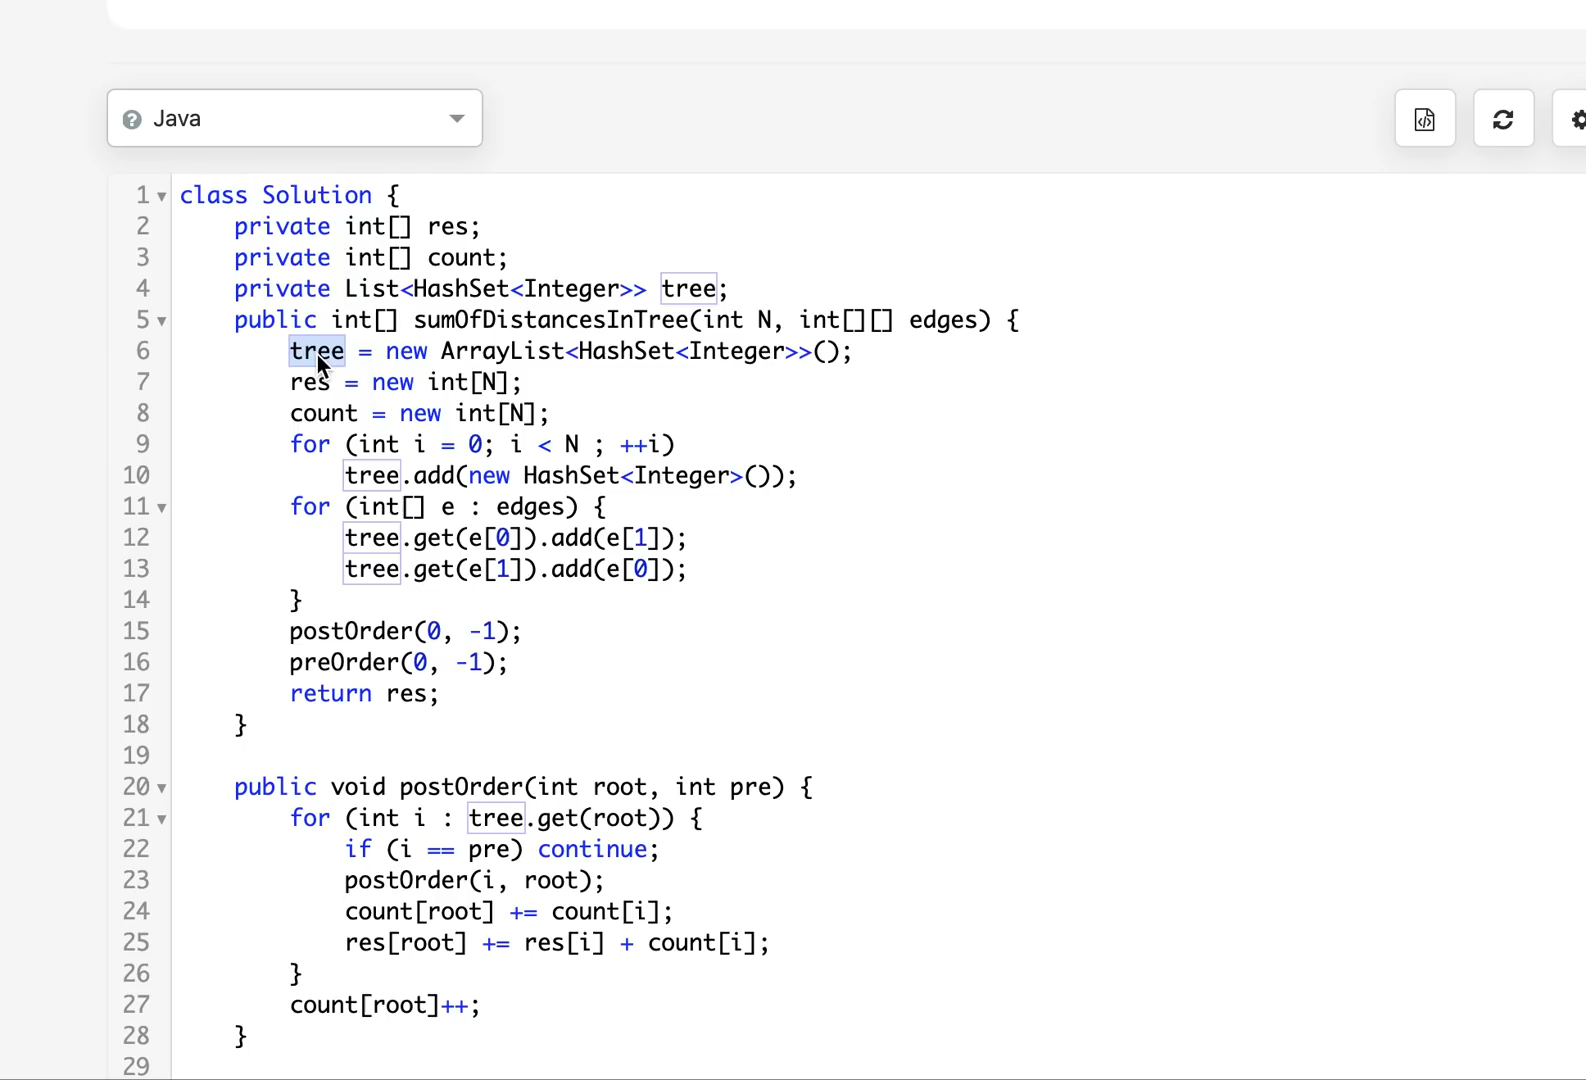 Java
1 class Solution {
2 private int[] res;
3 private int[] count;
4 private List<HashSet<Integer>> tree;
5 public int[] sumOfDistancesInTree(int N, int[][] edges) {
6 tree = new ArrayList<HashSet<Integer>>();
7 res = new int[N];
8 count = new int[N];
9 for (int i = 0; i < N ; ++i)
10 tree.add(new HashSet<Integer>());
11 for (int[] e : edges) {
12 tree.get(e[0]).add(e[1]);
13 tree.get(e[1]).add(e[0]);
14 }
15 postOrder(0, -1);
16 preOrder(0, -1);
17 return res;
18 }
19
20 public void postOrder(int root, int pre) {
21 for (int i : tree.get(root)) {
22 if (i == pre) continue;
23 postOrder(i, root);
24 count[root] += count[i];
25 res[root] += res[i] + count[i];
26 }
27 count[root]++;
28 }
29